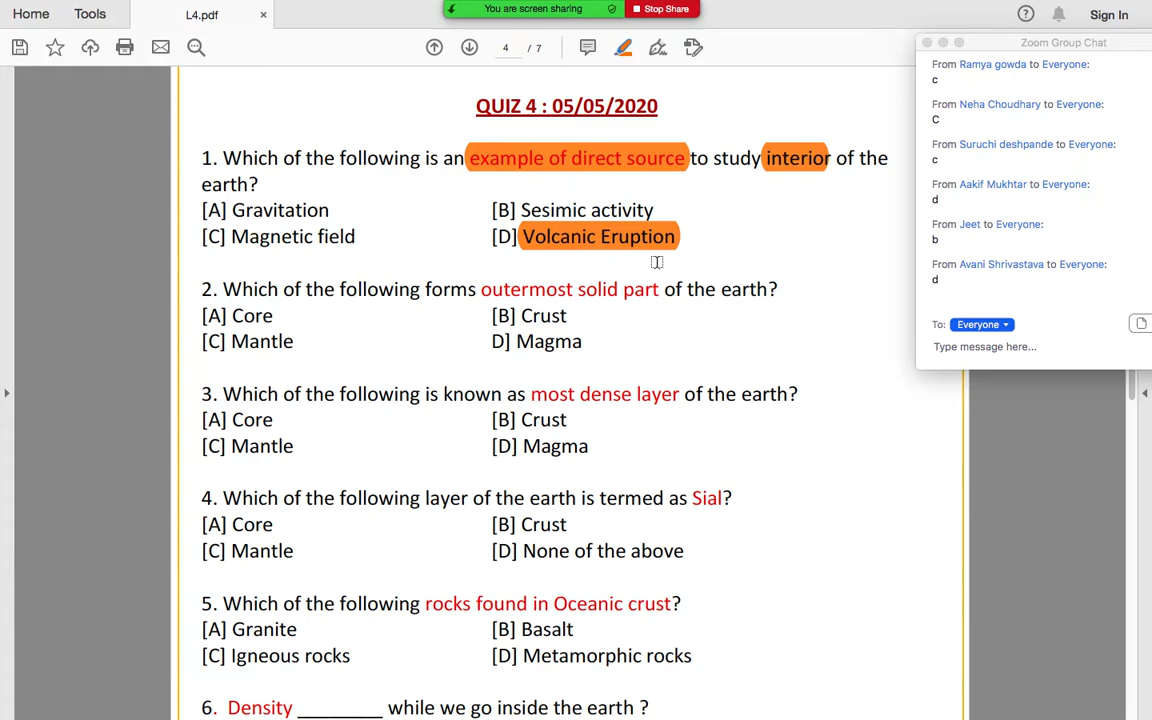 Home
Tools
L4.pdf
×
You are screen sharing
Stop Share
Sign In
4 / 7
QUIZ 4 : 05/05/2020
1. Which of the following is an example of direct source to study interior of the
earth?
[A] Gravitation [B] Sesimic activity
[C] Magnetic field [D] Volcanic Eruption
2. Which of the following forms outermost solid part of the earth?
[A] Core [B] Crust
[C] Mantle D] Magma
3. Which of the following is known as most dense layer of the earth?
[A] Core [B] Crust
[C] Mantle [D] Magma
4. Which of the following layer of the earth is termed as Sial?
[A] Core [B] Crust
[C] Mantle [D] None of the above
5. Which of the following rocks found in Oceanic crust?
[A] Granite [B] Basalt
[C] Igneous rocks [D] Metamorphic rocks
6. Density ________ while we go inside the earth ?
Zoom Group Chat
From Ramya gowda to Everyone:
c
From Neha Choudhary to Everyone:
C
From Suruchi deshpande to Everyone:
c
From Aakif Mukhtar to Everyone:
d
From Jeet to Everyone:
b
From Avani Shrivastava to Everyone:
d
To: Everyone
Type message here...